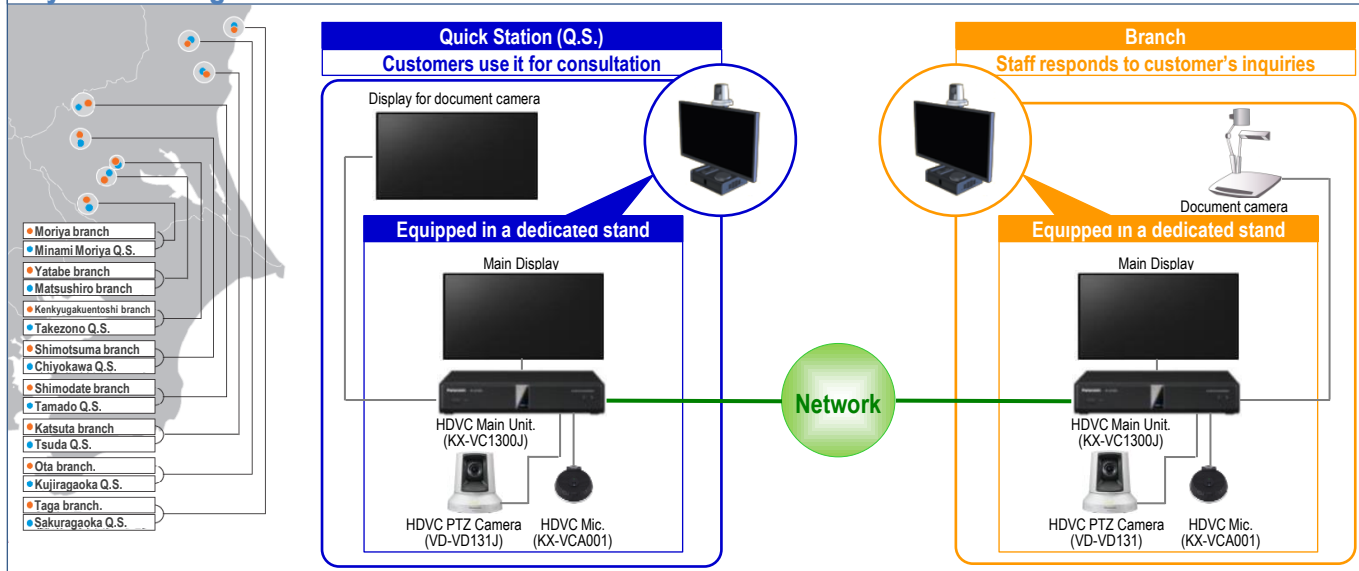 Moriya branch
Minami Moriya Q.S.
Yatabe branch
Matsushiro branch
Kenkyugakuentoshi branch
Takezono Q.S.
Shimotsuma branch
Chiyokawa Q.S.
Shimodate branch
Tamado Q.S.
Katsuta branch
Tsuda Q.S.
Ota branch.
Kujiragaoka Q.S.
Taga branch.
Sakuragaoka Q.S.
Quick Station (Q.S.)
Customers use it for consultation
Display for document camera
Equipped in a dedicated stand
Main Display
Panasonic
HDVC Main Unit.
(KX-VC1300J)
HDVC PTZ Camera
(VD-VD131J)
HDVC Mic.
(KX-VCA001)
Network
Branch
Staff responds to customer's inquiries
Document camera
Equipped in a dedicated stand
Main Display
Panasonic
HDVC Main Unit.
(KX-VC1300J)
HDVC PTZ Camera
(VD-VD131)
HDVC Mic.
(KX-VCA001)